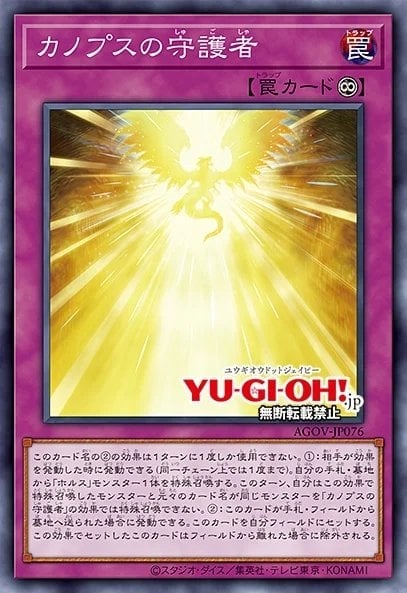 カノプスの守護者
罠
【罠カード】
ユウギオウドットジェイピー
YU-GI-OH!.jp
無断転載禁止
AGOV-JP076
このカード名の②の効果は1ターンに1度しか使用できない。①：相手が効果
を発動した時に発動できる(同一チェーン上では1度まで)。自分の手札・墓地
から「ホルス」モンスター1体を特殊召喚する。このターン、自分はこの効果で
特殊召喚したモンスターと元々のカード名が同じモンスターを「カノプスの
守護者」の効果では特殊召喚できない。②：このカードが手札・フィールドから
墓地へ送られた場合に発動できる。このカードを自分フィールドにセットする。
この効果でセットしたこのカードはフィールドから離れた場合に除外される。
©スタジオ・ダイス／集英社・テレビ東京・KONAMI